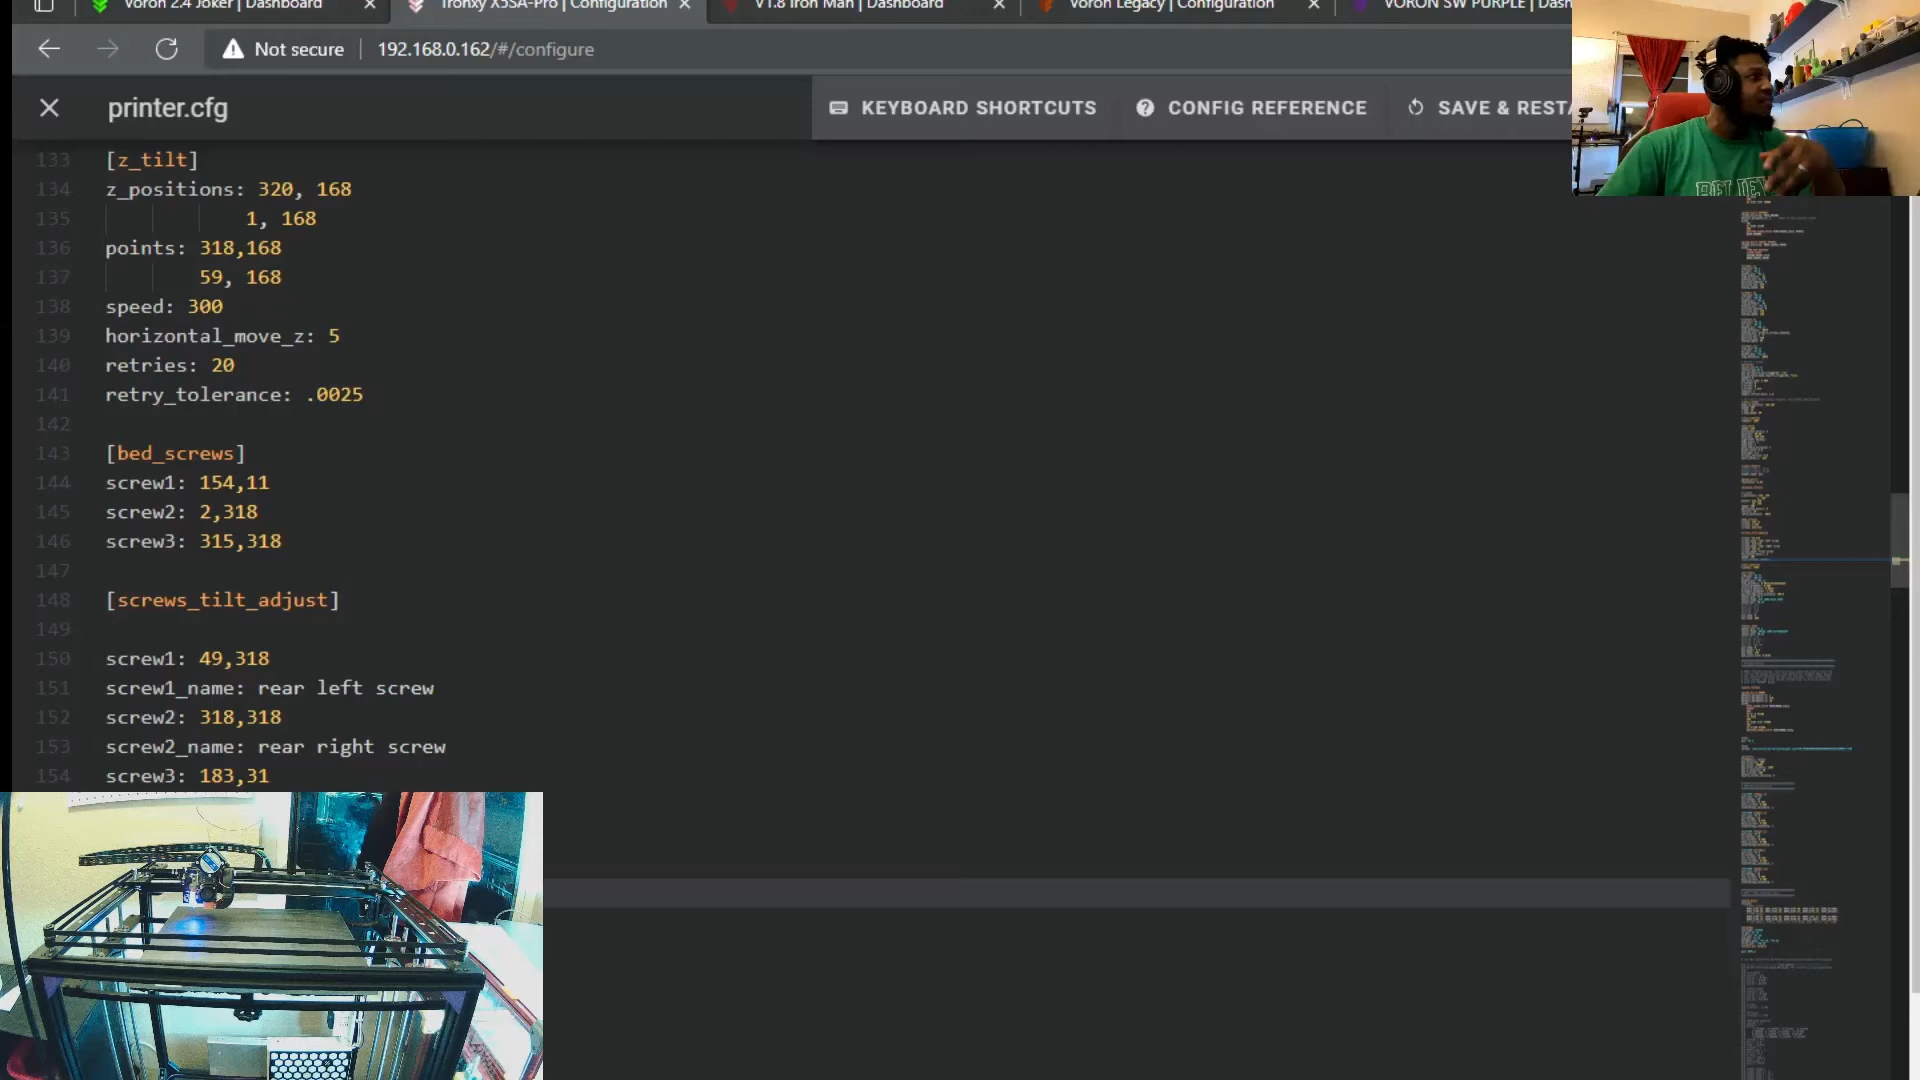 Voron 2.4 Joker | Dashboard
Tronxy X5SA-Pro | Configuration
V1.8 Iron Man | Dashboard
Voron Legacy | Configuration
VORON SW PURPLE | Dash
Not secure
192.168.0.162/#/configure
printer.cfg
KEYBOARD SHORTCUTS
CONFIG REFERENCE
SAVE & RESTA
133 [z_tilt]
134 z_positions: 320, 168
135 1, 168
136 points: 318,168
137 59, 168
138 speed: 300
139 horizontal_move_z: 5
140 retries: 20
141 retry_tolerance: .0025
142
143 [bed_screws]
144 screw1: 154,11
145 screw2: 2,318
146 screw3: 315,318
147
148 [screws_tilt_adjust]
149
150 screw1: 49,318
151 screw1_name: rear left screw
152 screw2: 318,318
153 screw2_name: rear right screw
154 screw3: 183,31